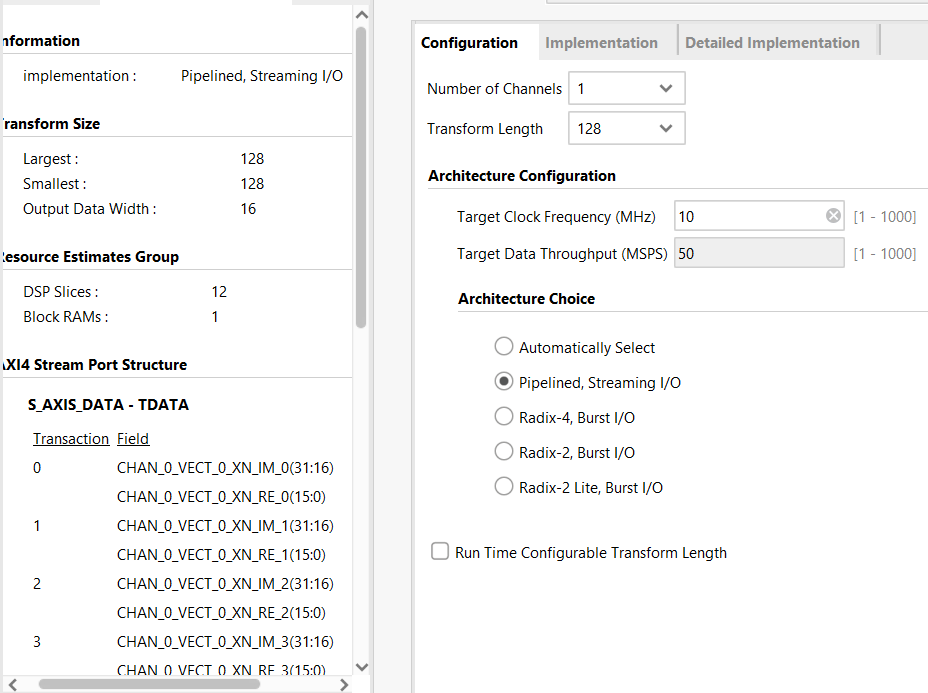 nformation
implementation : Pipelined, Streaming I/O
ransform Size
Largest : 128
Smallest : 128
Output Data Width : 16
esource Estimates Group
DSP Slices : 12
Block RAMs : 1
XI4 Stream Port Structure
S_AXIS_DATA - TDATA
Transaction Field
0 CHAN_0_VECT_0_XN_IM_0(31:16)
CHAN_0_VECT_0_XN_RE_0(15:0)
1 CHAN_0_VECT_0_XN_IM_1(31:16)
CHAN_0_VECT_0_XN_RE_1(15:0)
2 CHAN_0_VECT_0_XN_IM_2(31:16)
CHAN_0_VECT_0_XN_RE_2(15:0)
3 CHAN_0_VECT_0_XN_IM_3(31:16)
CHAN_0_VECT_0_XN_RE_3(15:0)
Configuration Implementation Detailed Implementation
Number of Channels 1
Transform Length 128
Architecture Configuration
Target Clock Frequency (MHz) 10 [1 - 1000]
Target Data Throughput (MSPS) 50 [1 - 1000]
Architecture Choice
Automatically Select
Pipelined, Streaming I/O
Radix-4, Burst I/O
Radix-2, Burst I/O
Radix-2 Lite, Burst I/O
Run Time Configurable Transform Length